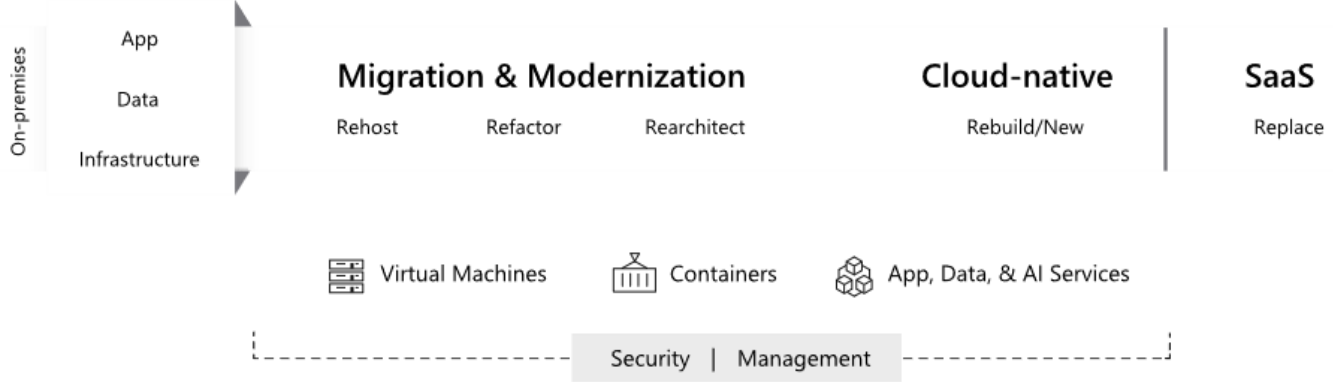 On-premises
App
Data
Infrastructure
Migration & Modernization
Rehost Refactor Rearchitect
Cloud-native
Rebuild/New
SaaS
Replace
Virtual Machines
Containers
App, Data, & AI Services
Security | Management